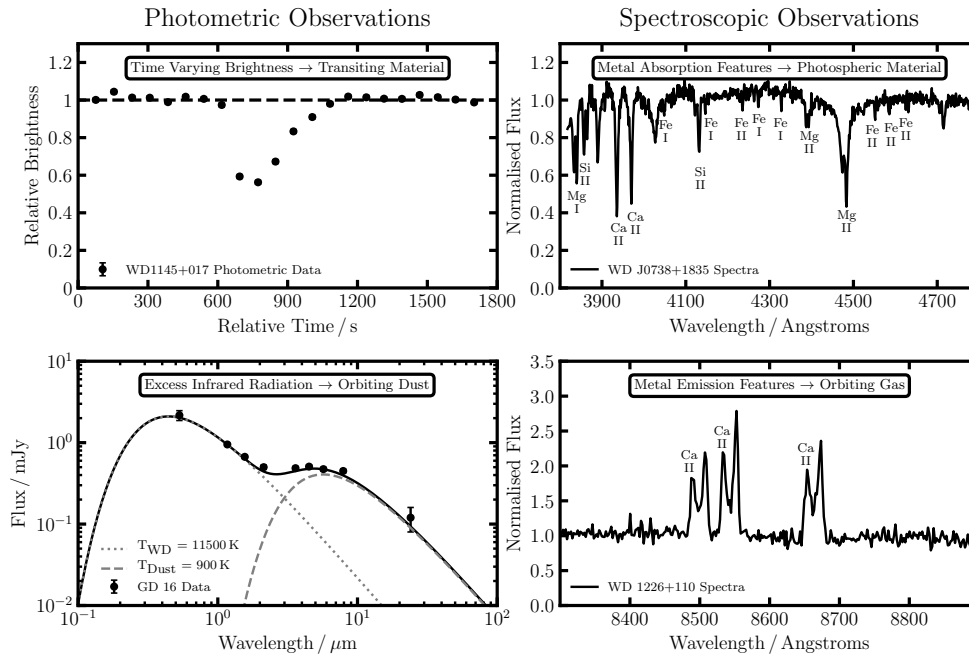 Photometric Observations
Spectroscopic Observations
Time Varying Brightness → Transiting Material
Relative Brightness
1.2
1
0.8
0.6
0.4
0.2
0
WD1145+017 Photometric Data
0 300 600 900 1200 1500 1800
Relative Time / s
Metal Absorption Features → Photospheric Material
Normalised Flux
1.2
1.0
0.8
0.6
0.4
0.2
0.0
Mg I
Si II
Ca II
Ca II
Fe I
Si II
Fe I
Fe II
Fe I
Fe I
Mg II
Mg II
Fe II
Fe II
Fe II
WD J0738+1835 Spectra
3900 4100 4300 4500 4700
Wavelength / Angstroms
Excess Infrared Radiation → Orbiting Dust
Flux / mJy
10^1
10^0
10^-1
10^-2
T_WD = 11500 K
T_Dust = 900 K
GD 16 Data
10^-1 10^0 10^1 10^2
Wavelength / μm
Metal Emission Features → Orbiting Gas
Normalised Flux
3.5
3.0
2.5
2.0
1.5
1.0
0.5
0.0
Ca II
Ca II
Ca II
WD 1226+110 Spectra
8400 8500 8600 8700 8800
Wavelength / Angstroms